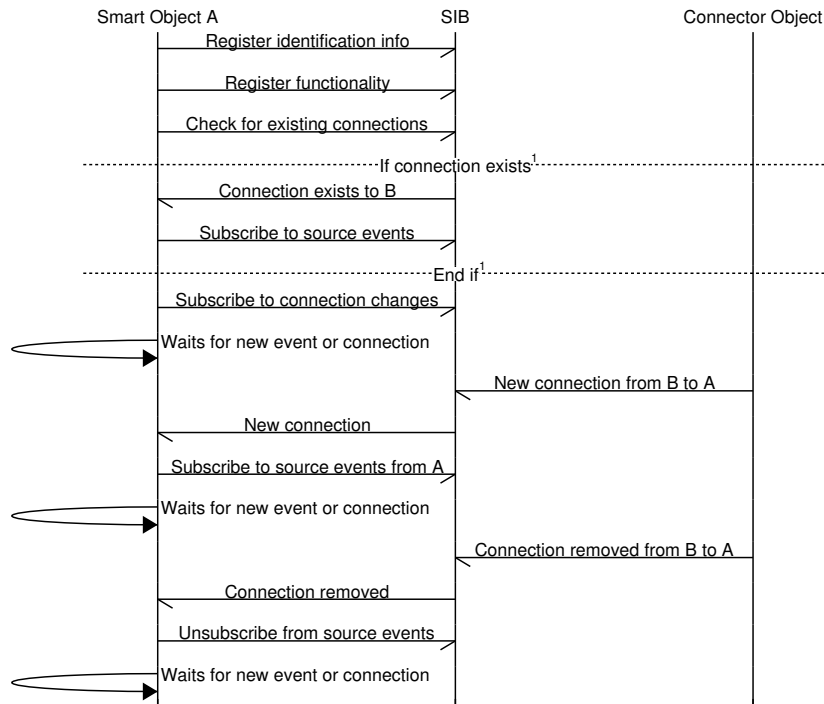 Smart Object A SIB Connector Object
Register identification info
Register functionality
Check for existing connections
If connection exists¹
Connection exists to B
Subscribe to source events
End if¹
Subscribe to connection changes
Waits for new event or connection
New connection from B to A
New connection
Subscribe to source events from A
Waits for new event or connection
Connection removed from B to A
Connection removed
Unsubscribe from source events
Waits for new event or connection